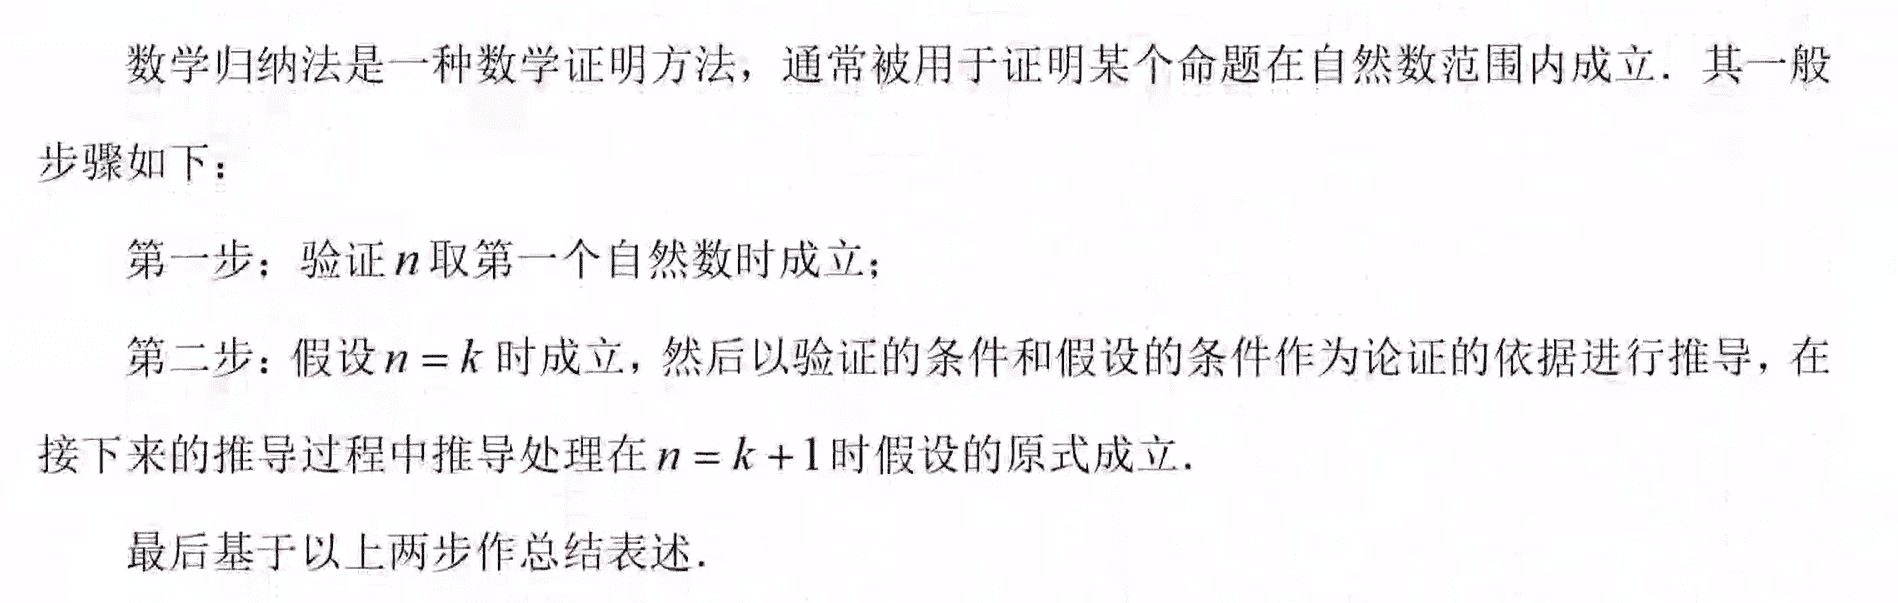 数学归纳法是一种数学证明方法，通常被用于证明某个命题在自然数范围内成立．其一般
步骤如下：
第一步：验证n取第一个自然数时成立；
第二步：假设n=k时成立，然后以验证的条件和假设的条件作为论证的依据进行推导，在
接下来的推导过程中推导处理在n=k+1时假设的原式成立．
最后基于以上两步作总结表述．